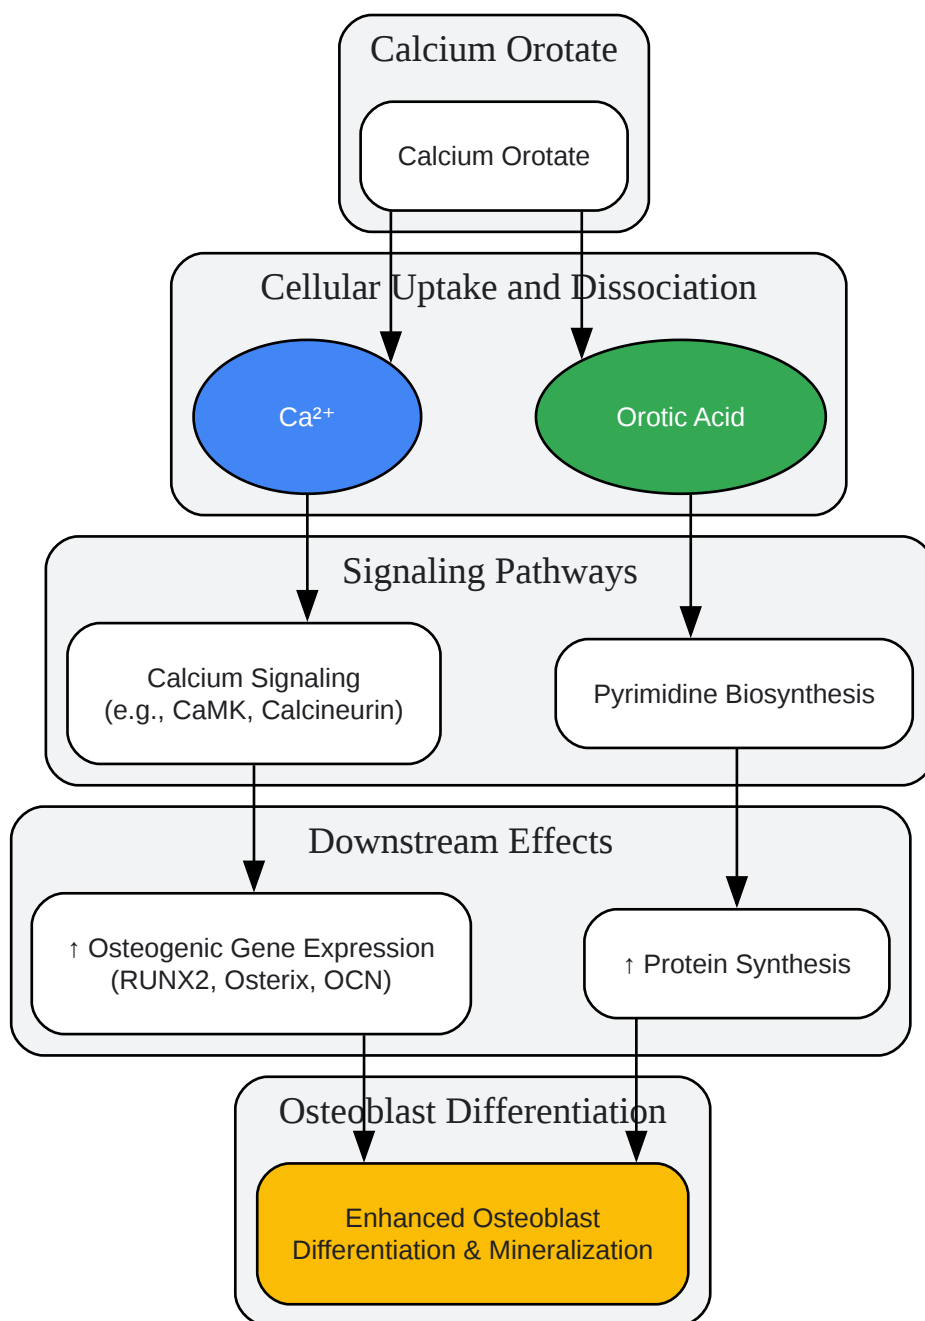 Calcium Orotate
Calcium Orotate
Cellular Uptake and Dissociation
Ca²⁺
Orotic Acid
Signaling Pathways
Calcium Signaling
(e.g., CaMK, Calcineurin)
Pyrimidine Biosynthesis
Downstream Effects
↑ Osteogenic Gene Expression
(RUNX2, Osterix, OCN)
↑ Protein Synthesis
Osteoblast Differentiation
Enhanced Osteoblast
Differentiation & Mineralization